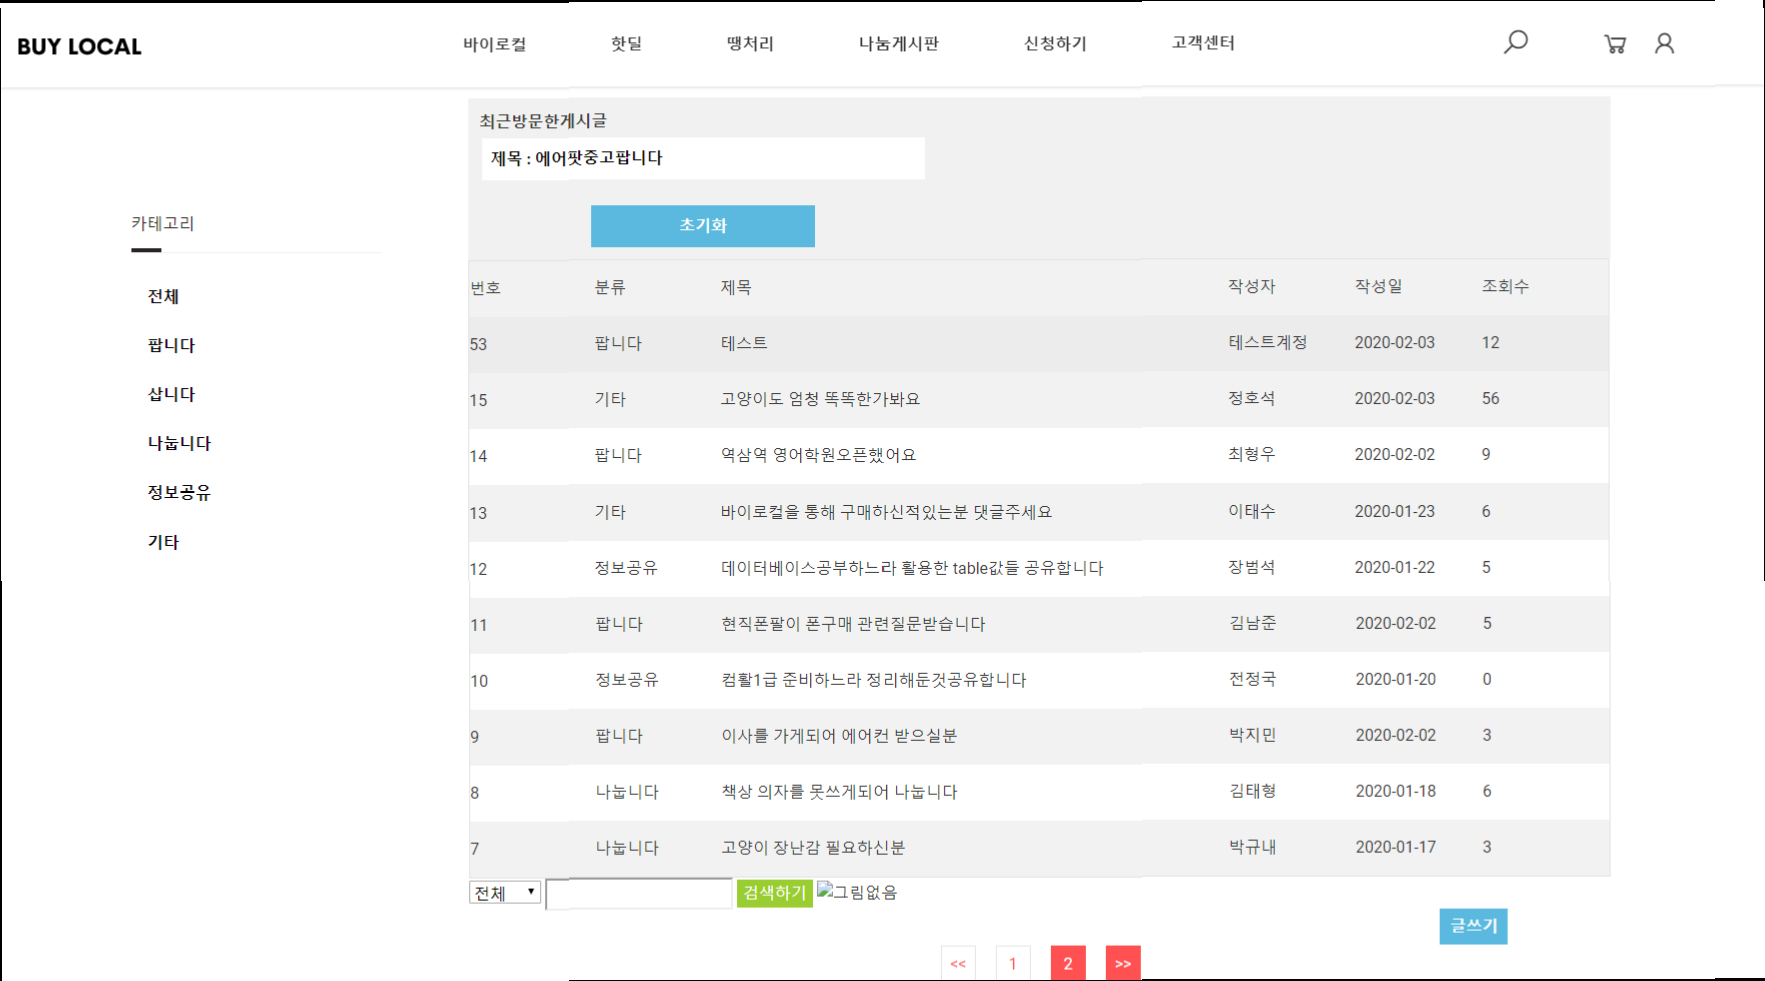 BUY LOCAL 바이로컬 핫딜 땡처리 나눔게시판 신청하기 고객센터
최근방문한게시글
제목 : 에어팟중고팝니다
초기화
카테고리
전체
팝니다
삽니다
나눕니다
정보공유
기타
번호 분류 제목 작성자 작성일 조회수
53 팝니다 테스트 테스트계정 2020-02-03 12
15 기타 고양이도 엄청 똑똑한가봐요 정호석 2020-02-03 56
14 팝니다 역삼역 영어학원오픈했어요 최형우 2020-02-02 9
13 기타 바이로컬을 통해 구매하신적있는분 댓글주세요 이태수 2020-01-23 6
12 정보공유 데이터베이스공부하느라 활용한 table값들 공유합니다 장범석 2020-01-22 5
11 팝니다 현직폰팔이 폰구매 관련질문받습니다 김남준 2020-02-02 5
10 정보공유 컴활1급 준비하느라 정리해둔것공유합니다 전정국 2020-01-20 0
9 팝니다 이사를 가게되어 에어컨 받으실분 박지민 2020-02-02 3
8 나눕니다 책상 의자를 못쓰게되어 나눕니다 김태형 2020-01-18 6
7 나눕니다 고양이 장난감 필요하신분 박규내 2020-01-17 3
전체 검색하기 그림없음
글쓰기
<< 1 2 >>